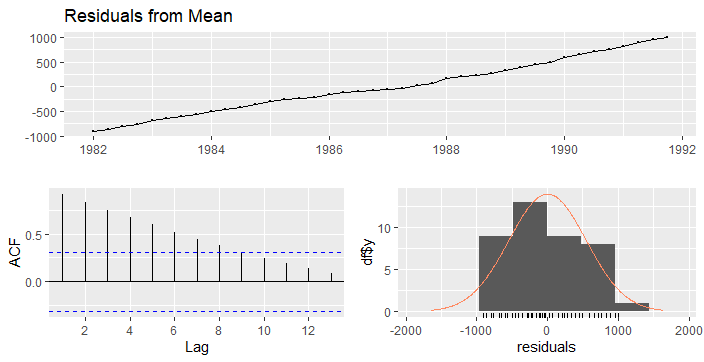 Residuals from Mean
1000
500
0
-500
-1000
1982 1984 1986 1988 1990 1992
ACF
0.5
0.0
2 4 6 8 10 12
Lag
df$y
10
5
0
-2000 -1000 0 1000 2000
residuals